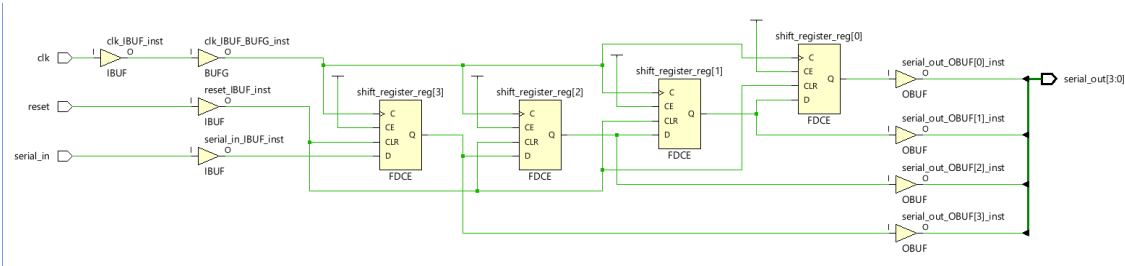 clk
I
clk_IBUF_inst
O
IBUF
I
clk_IBUF_BUFG_inst
O
BUFG
reset
I
reset_IBUF_inst
O
IBUF
serial_in
I
serial_in_IBUF_inst
O
IBUF
shift_register_reg[3]
C
CE
CLR
D
Q
FDCE
shift_register_reg[2]
C
CE
CLR
D
Q
FDCE
shift_register_reg[1]
C
CE
CLR
D
Q
FDCE
shift_register_reg[0]
C
CE
CLR
D
Q
FDCE
serial_out_OBUF[0]_inst
I
O
OBUF
serial_out_OBUF[1]_inst
I
O
OBUF
serial_out_OBUF[2]_inst
I
O
OBUF
serial_out_OBUF[3]_inst
I
O
OBUF
serial_out[3:0]